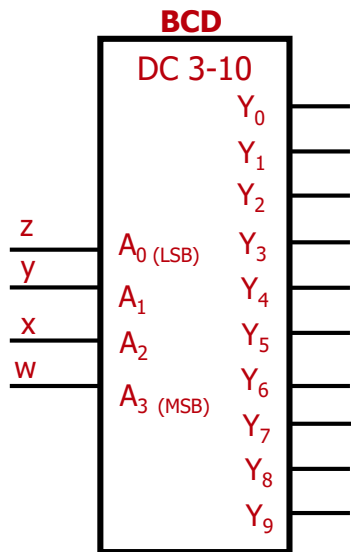 BCD
DC 3-10
Y₀
Y₁
Y₂
z
A₀ (LSB)
Y₃
y
A₁
Y₄
x
A₂
Y₅
w
A₃ (MSB)
Y₆
Y₇
Y₈
Y₉